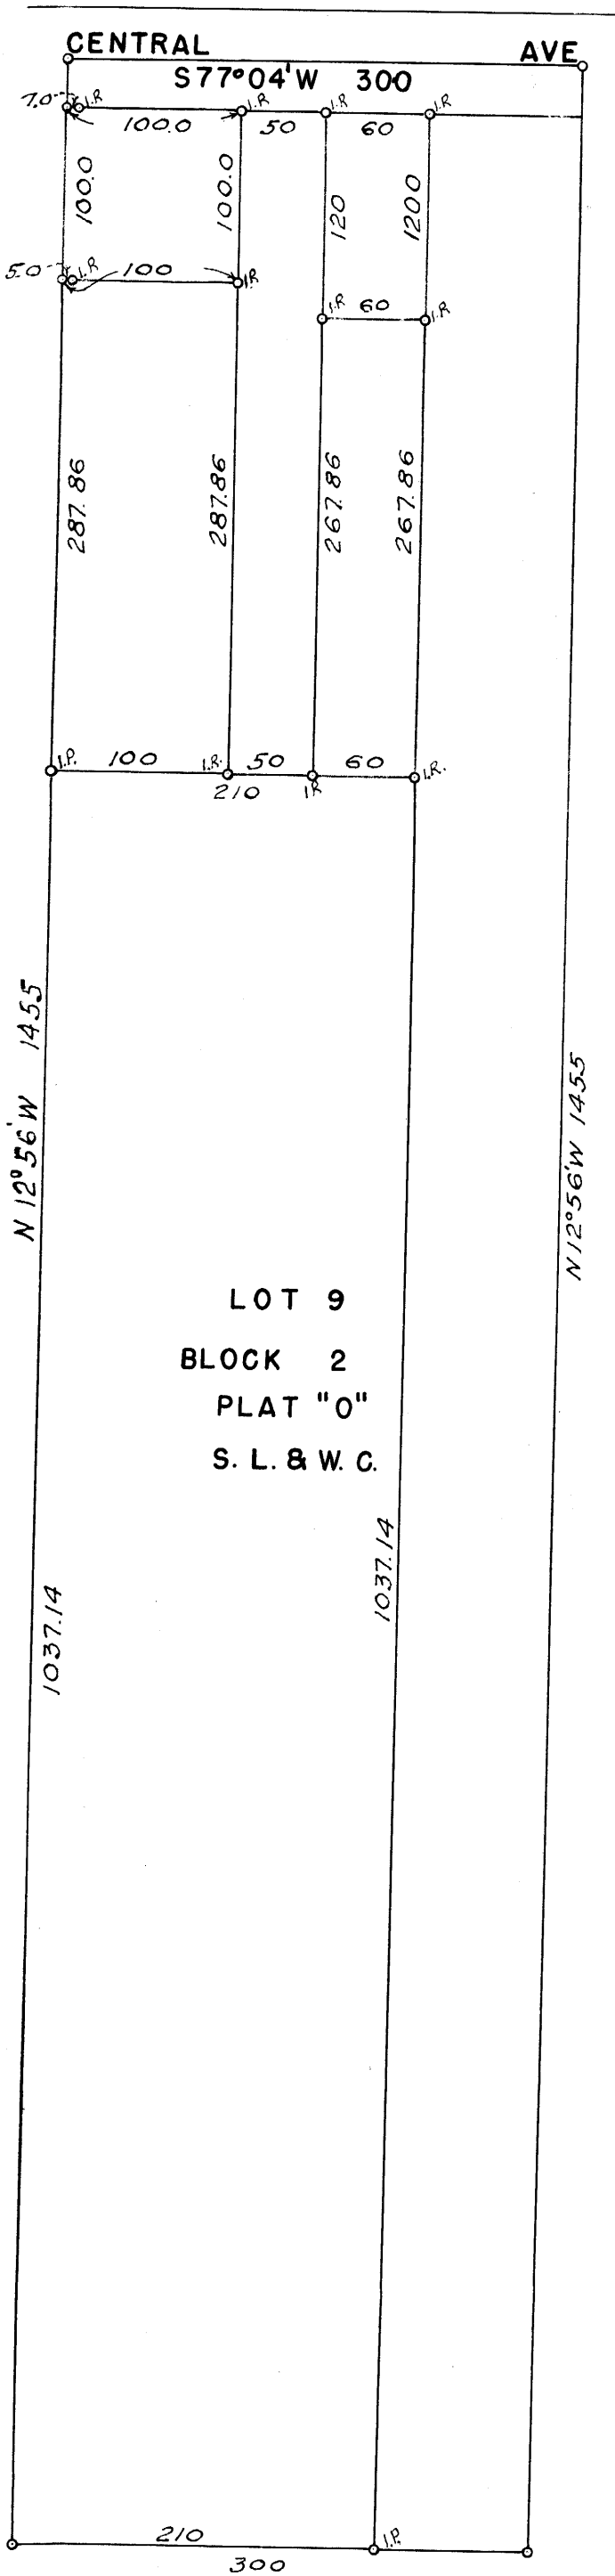 CENTRAL AVE
S77°04'W 300
7.0 I.R I.R I.R I.R
100.0 50 60
100.0 100.0 120 120.0
5.0 I.R 100 I.R
I.R 60 I.R
287.86 287.86 267.86 267.86
I.P. 100 I.R. 50 60 I.R.
210 I.R
N 12°56'W 1455
N 12°56'W 1455
LOT 9
BLOCK 2
PLAT "O"
S. L. & W. C.
1037.14
1037.14
210 I.P.
300